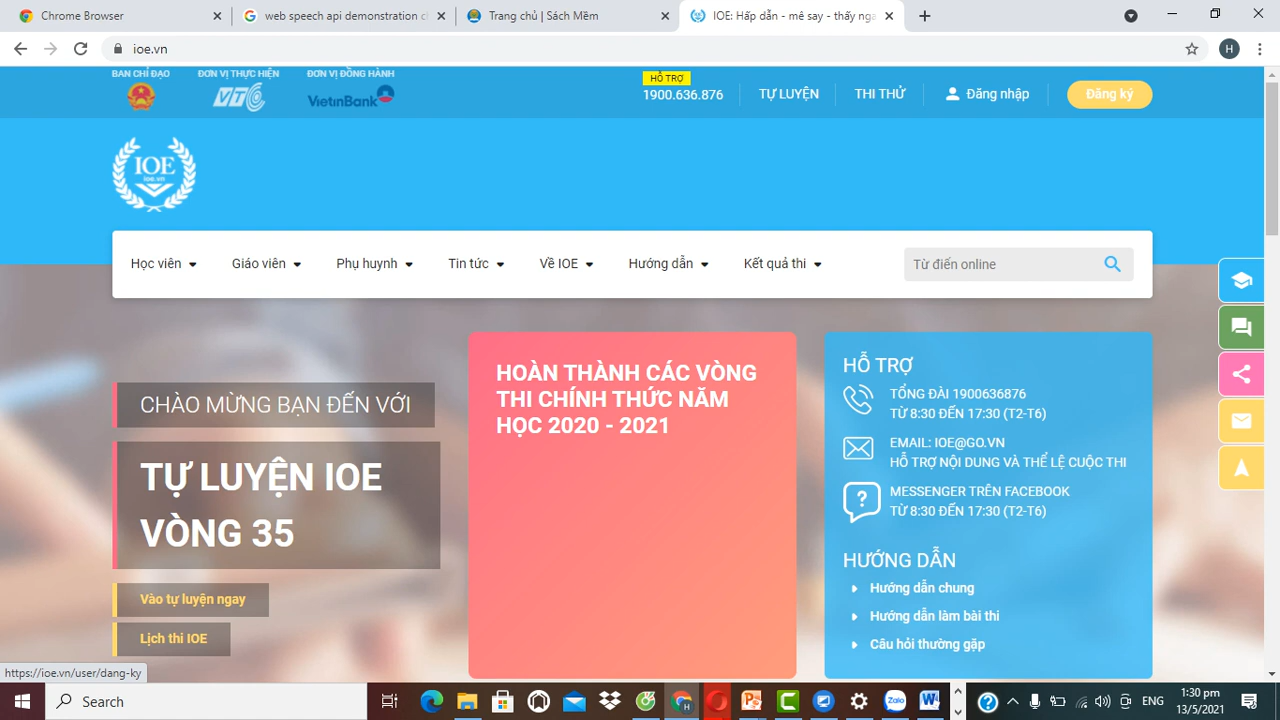 Chrome Browser
web speech api demonstration ch
Trang chủ | Sách Mềm
IOE: Hấp dẫn - mê say - thấy nga
ioe.vn
H
BAN CHỈ ĐẠO
ĐƠN VỊ THỰC HIỆN
ĐƠN VỊ ĐỒNG HÀNH
VTC
VietinBank
HỖ TRỢ
1900.636.876
TỰ LUYỆN
THI THỬ
Đăng nhập
Đăng ký
IOE
ioe.vn
Học viên
Giáo viên
Phụ huynh
Tin tức
Về IOE
Hướng dẫn
Kết quả thi
Từ điển online
CHÀO MỪNG BẠN ĐẾN VỚI
TỰ LUYỆN IOE
VÒNG 35
Vào tự luyện ngay
Lịch thi IOE
HOÀN THÀNH CÁC VÒNG
THI CHÍNH THỨC NĂM
HỌC 2020 - 2021
HỖ TRỢ
TỔNG ĐÀI 1900636876
TỪ 8:30 ĐẾN 17:30 (T2-T6)
EMAIL: IOE@GO.VN
HỖ TRỢ NỘI DUNG VÀ THỂ LỆ CUỘC THI
MESSENGER TRÊN FACEBOOK
TỪ 8:30 ĐẾN 17:30 (T2-T6)
HƯỚNG DẪN
Hướng dẫn chung
Hướng dẫn làm bài thi
Câu hỏi thường gặp
https://ioe.vn/user/dang-ky
Search
Zalo
ENG
1:30 pm
13/5/2021